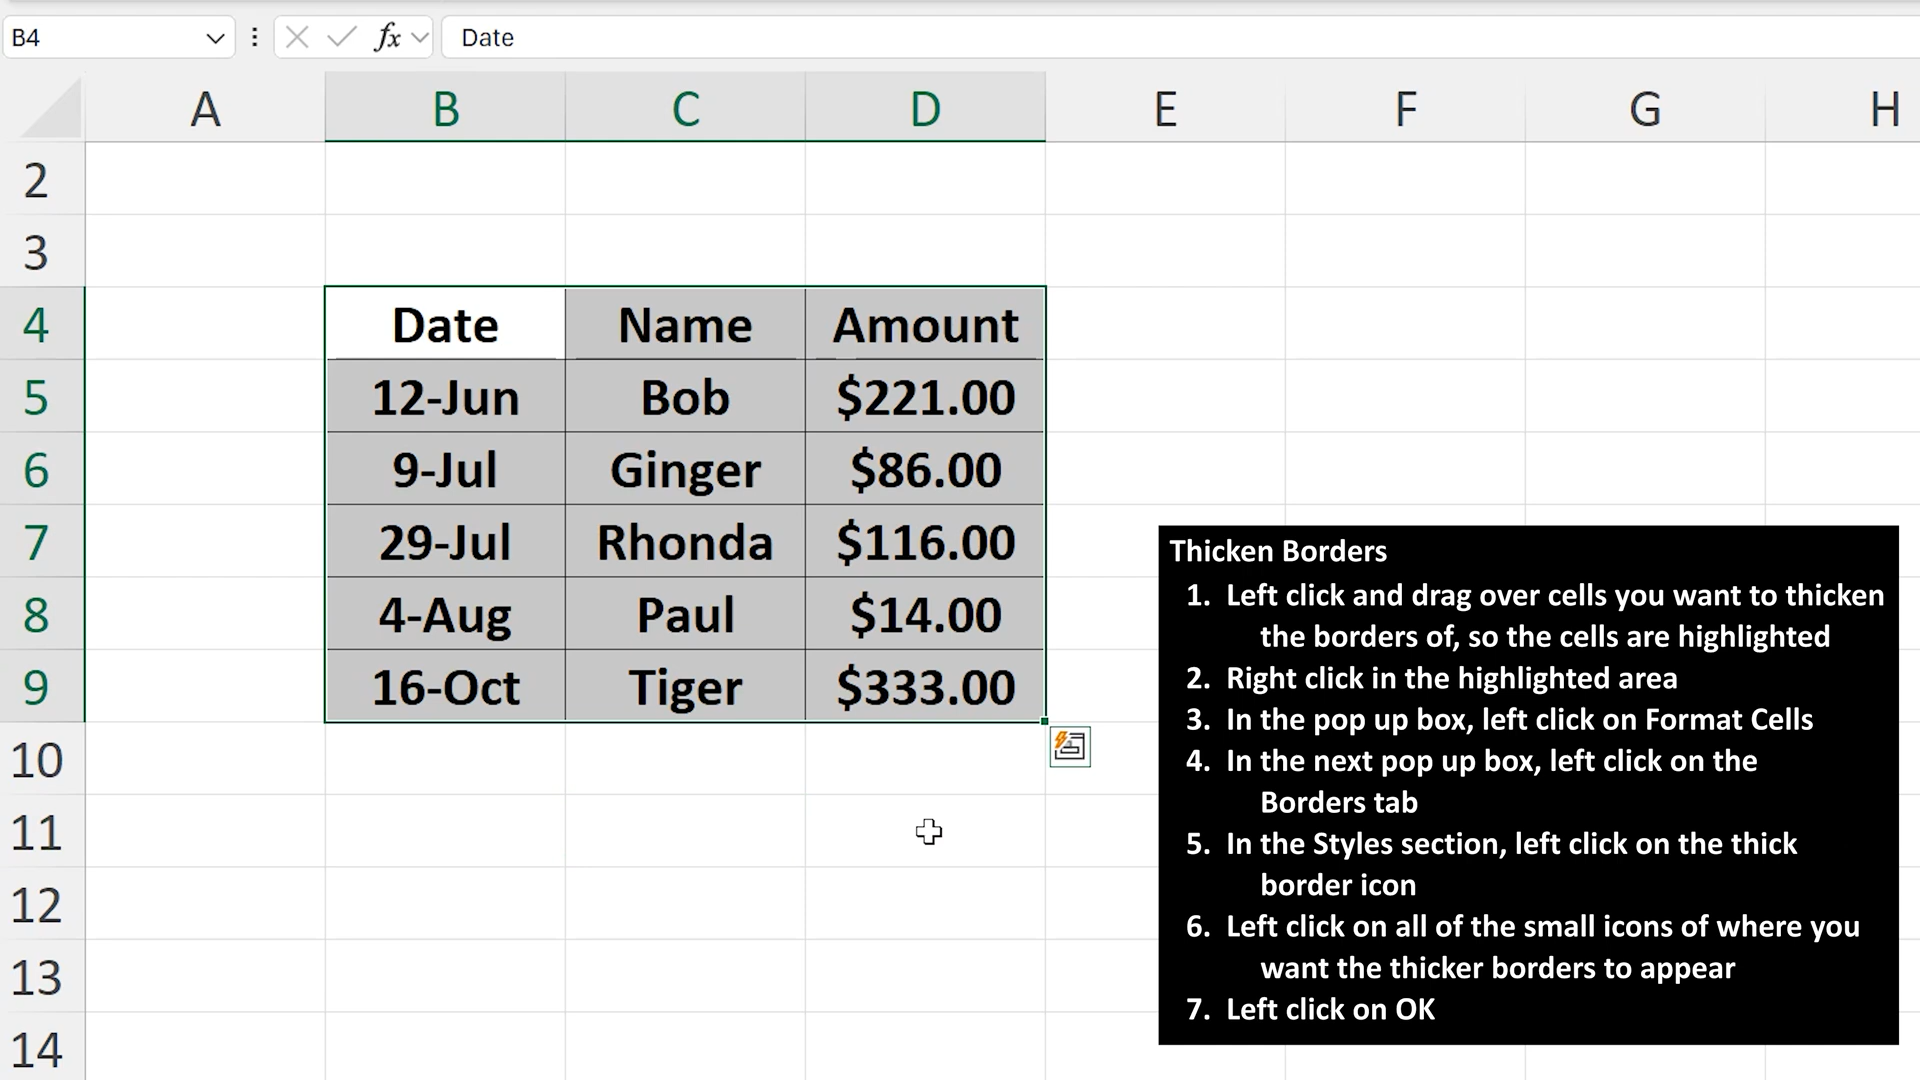 B4
fx
Date
A B C D E F G H
2
3
4 Date Name Amount
5 12-Jun Bob $221.00
6 9-Jul Ginger $86.00
7 29-Jul Rhonda $116.00
8 4-Aug Paul $14.00
9 16-Oct Tiger $333.00
10
11
12
13
14
Thicken Borders
1. Left click and drag over cells you want to thicken
the borders of, so the cells are highlighted
2. Right click in the highlighted area
3. In the pop up box, left click on Format Cells
4. In the next pop up box, left click on the
Borders tab
5. In the Styles section, left click on the thick
border icon
6. Left click on all of the small icons of where you
want the thicker borders to appear
7. Left click on OK